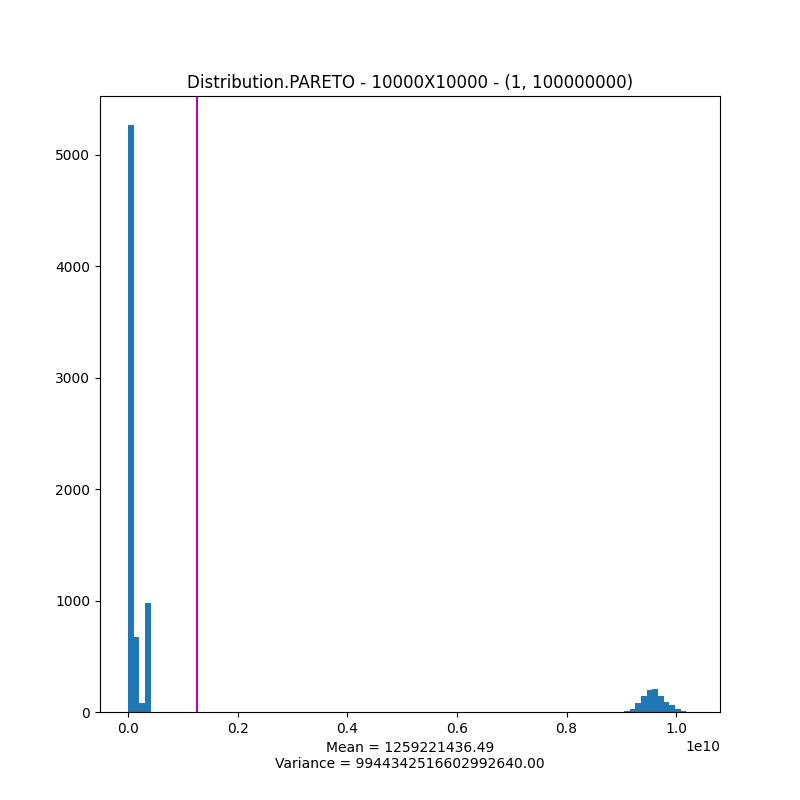 Distribution.PARETO - 10000X10000 - (1, 100000000)
5000
4000
3000
2000
1000
0
0.0 0.2 0.4 0.6 0.8 1.0
1e10
Mean = 1259221436.49
Variance = 9944342516602992640.00